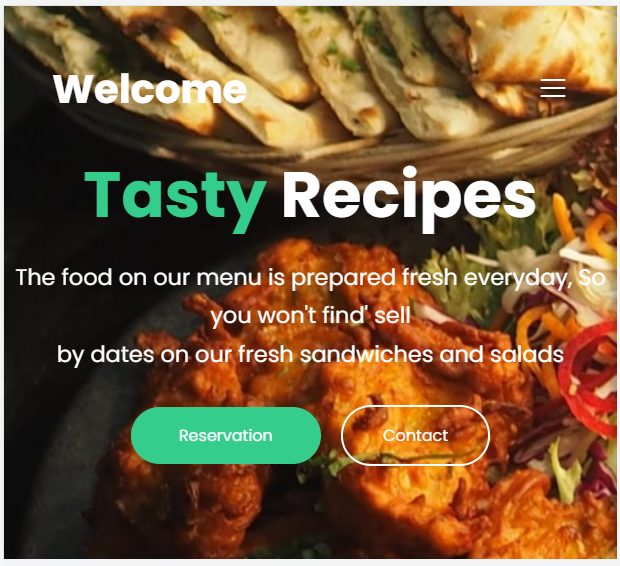 Welcome
Tasty Recipes
The food on our menu is prepared fresh everyday, So
you won't find' sell
by dates on our fresh sandwiches and salads
Reservation
Contact